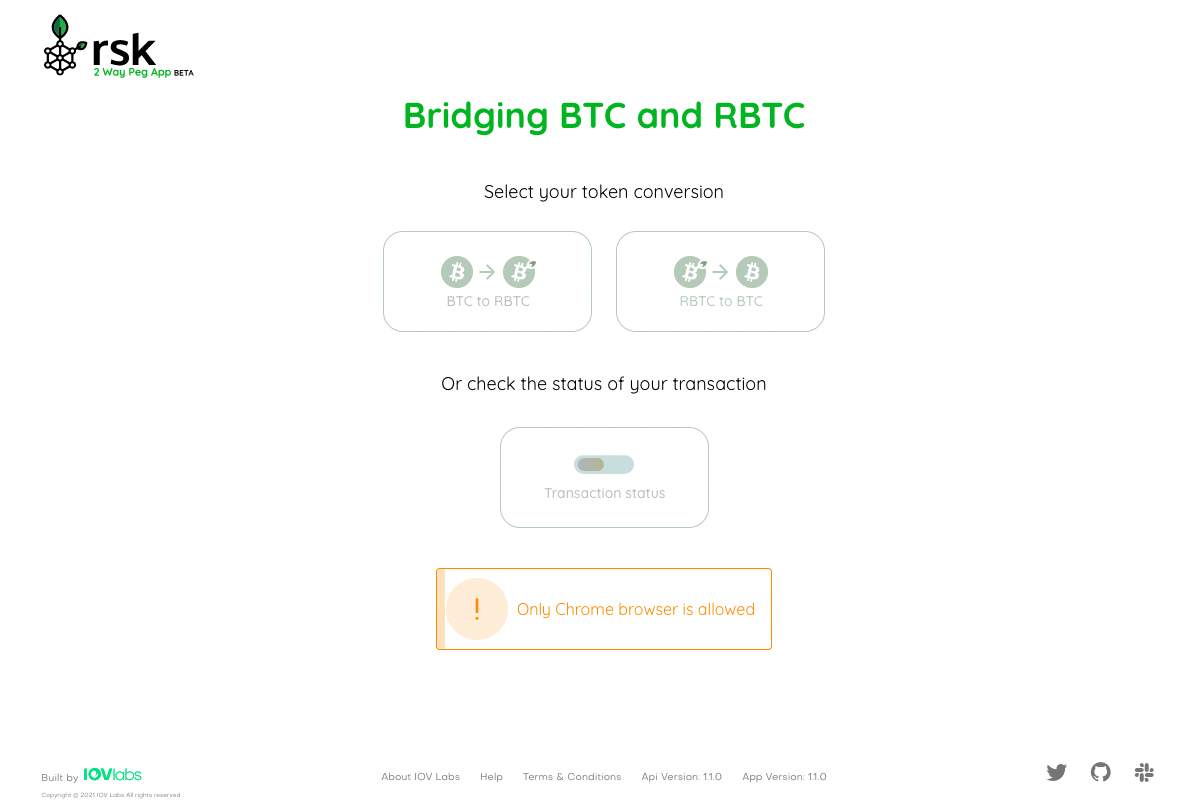 rsk
2 Way Peg App BETA
Bridging BTC and RBTC
Select your token conversion
BTC to RBTC
RBTC to BTC
Or check the status of your transaction
Transaction status
! Only Chrome browser is allowed
Built by IOVlabs
Copyright © 2021 IOV Labs All rights reserved
About IOV Labs Help Terms & Conditions Api Version: 1.1.0 App Version: 1.1.0